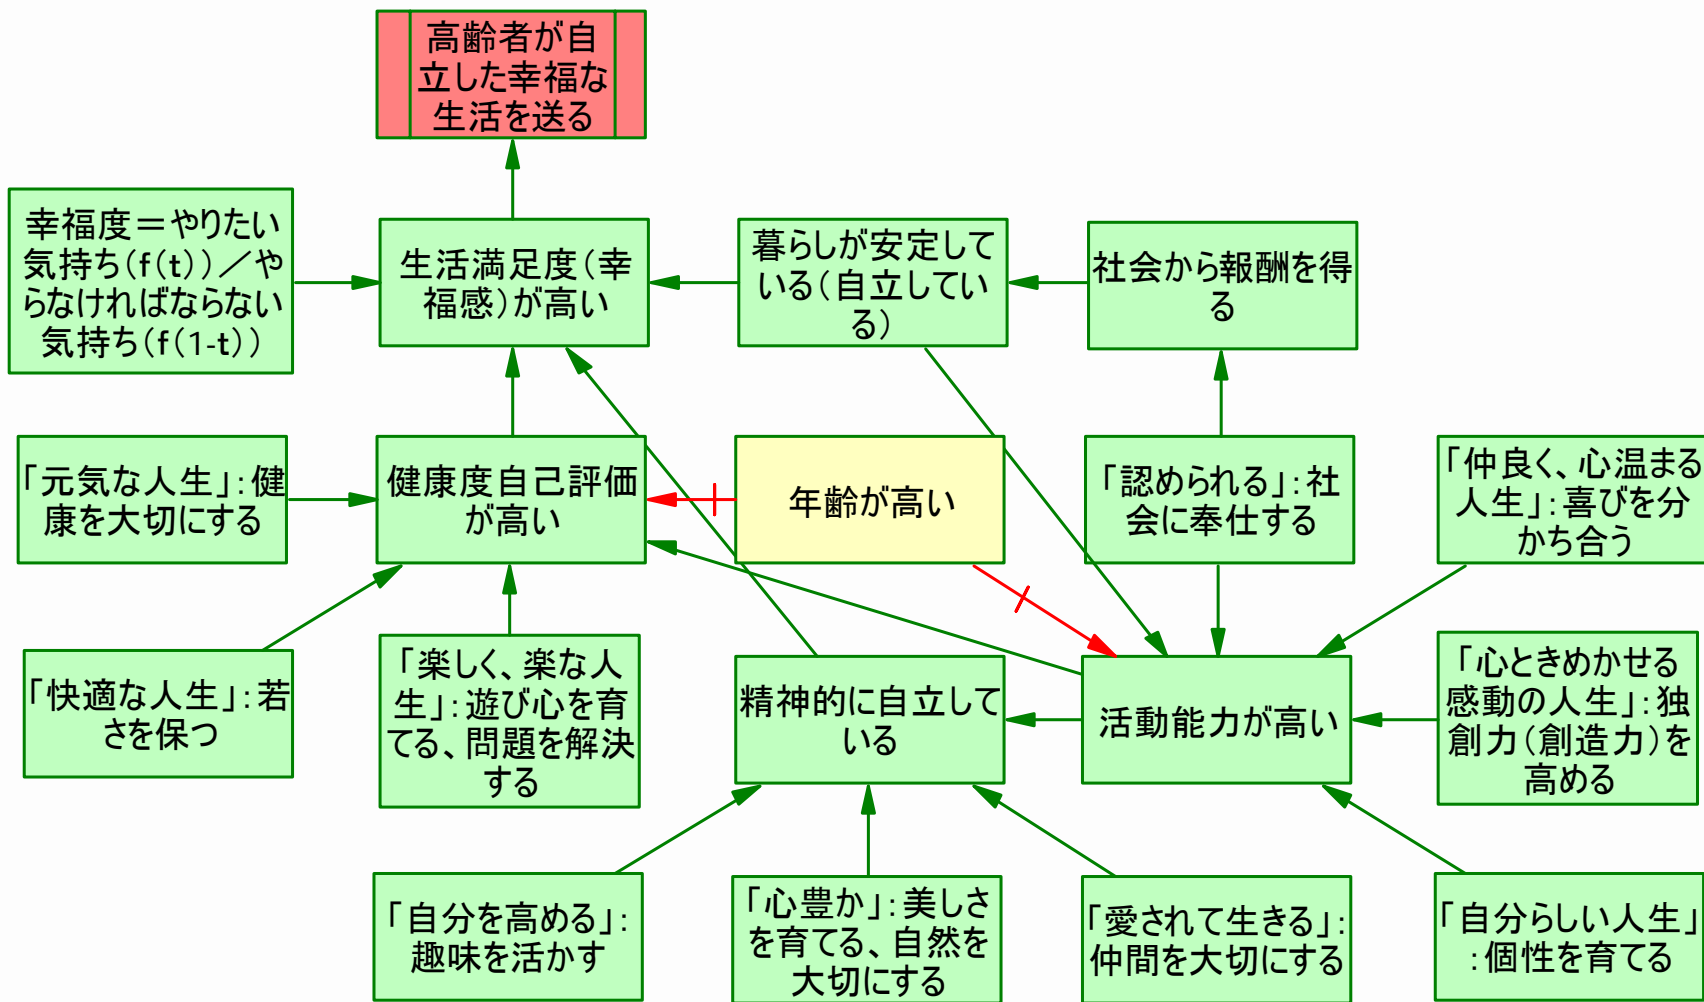 高齢者が自
立した幸福な
生活を送る
幸福度＝やりたい
気持ち(f(t))／や
らなければならない
気持ち(f(1-t))
生活満足度(幸
福感)が高い
暮らしが安定して
いる(自立してい
る)
社会から報酬を得
る
「元気な人生」:健
康を大切にする
健康度自己評価
が高い
年齢が高い
「認められる」:社
会に奉仕する
「仲良く、心温まる
人生」:喜びを分
かち合う
「快適な人生」:若
さを保つ
「楽しく、楽な人
生」:遊び心を育
てる、問題を解決
する
精神的に自立して
いる
活動能力が高い
「心ときめかせる
感動の人生」:独
創力(創造力)を
高める
「自分を高める」:
趣味を活かす
「心豊か」:美しさ
を育てる、自然を
大切にする
「愛されて生きる」:
仲間を大切にする
「自分らしい人生」
:個性を育てる